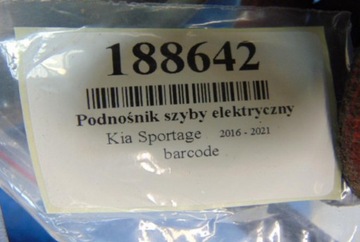 188642
Podnośnik szyby elektryczny
Kia Sportage 2016 - 2021
barcode